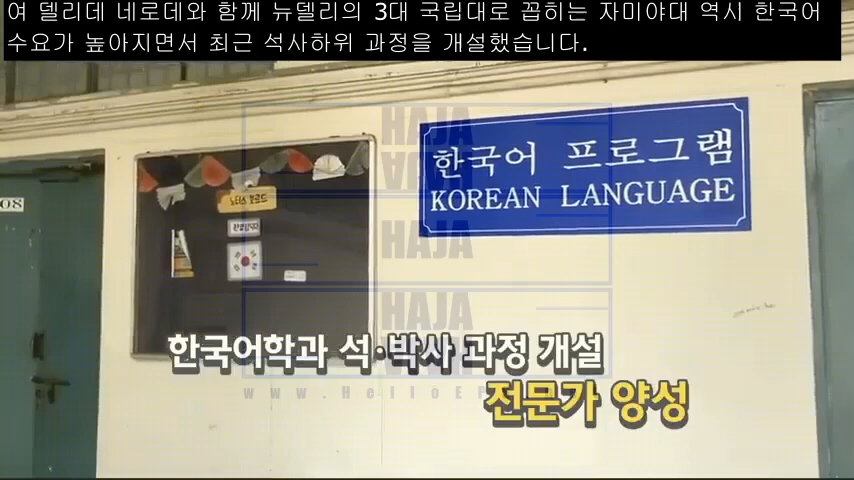 여 델리데 네로데와 함께 뉴델리의 3대 국립대로 꼽히는 자미야대 역시 한국어
수요가 높아지면서 최근 석사하위 과정을 개설했습니다.
HAJA
한국어 프로그램
KOREAN LANGUAGE
08
HAJA
HAJA
한국어학과 석·박사 과정 개설
전문가 양성